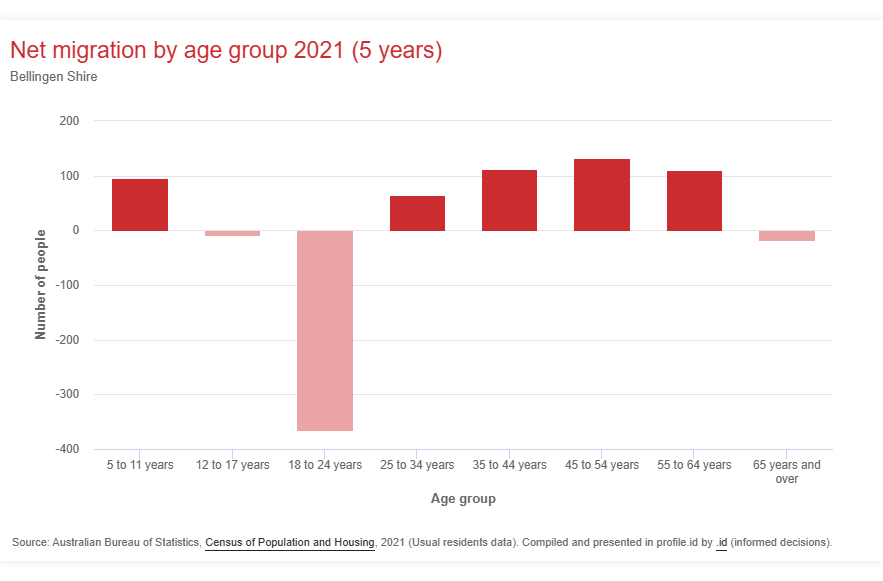 Net migration by age group 2021 (5 years)
Bellingen Shire
200
100
0
-100
-200
-300
-400
Number of people
5 to 11 years
12 to 17 years
18 to 24 years
25 to 34 years
35 to 44 years
45 to 54 years
55 to 64 years
65 years and
over
Age group
Source: Australian Bureau of Statistics, Census of Population and Housing, 2021 (Usual residents data). Compiled and presented in profile.id by .id (informed decisions).